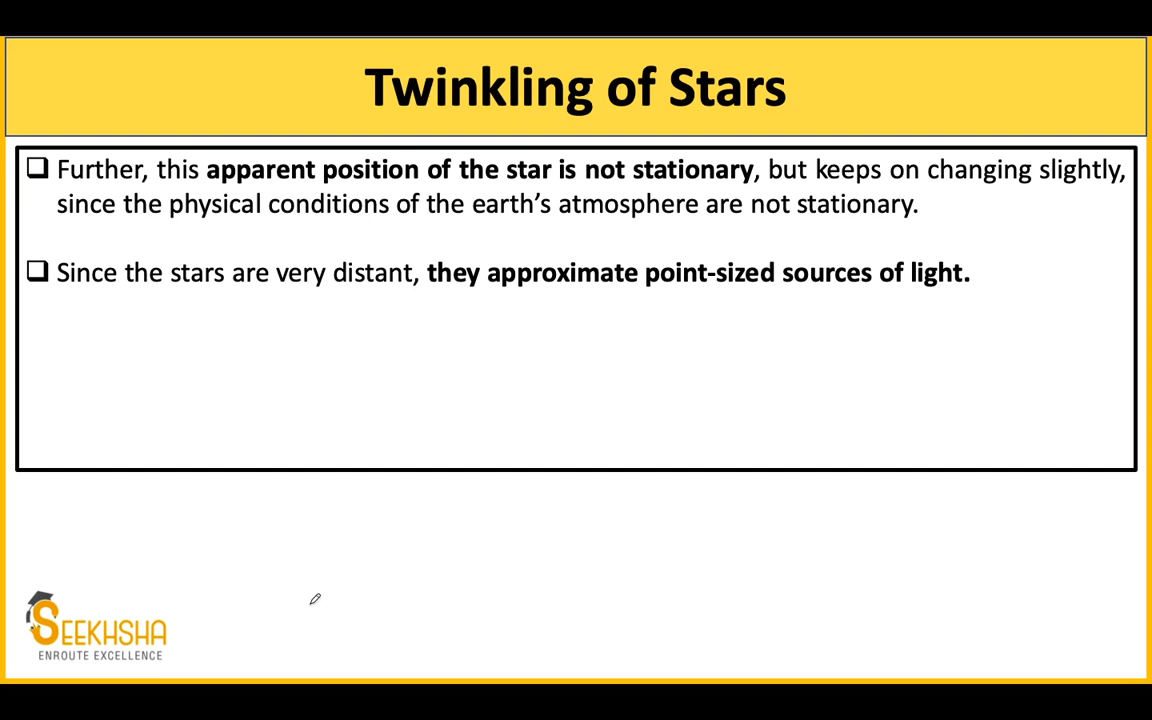 Twinkling of Stars
Further, this apparent position of the star is not stationary, but keeps on changing slightly,
since the physical conditions of the earth’s atmosphere are not stationary.
Since the stars are very distant, they approximate point-sized sources of light.
SEEKHSHA
ENROUTE EXCELLENCE